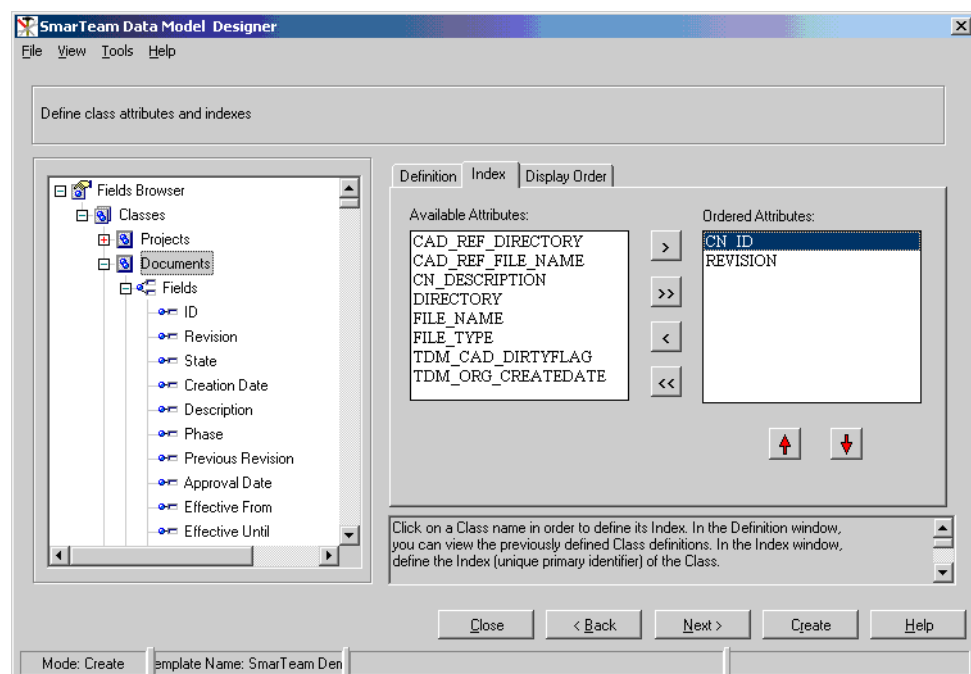 SmarTeam Data Model Designer
File View Tools Help
Define class attributes and indexes
Fields Browser
Classes
Projects
Documents
Fields
ID
Revision
State
Creation Date
Description
Phase
Previous Revision
Approval Date
Effective From
Effective Until
Definition Index Display Order
Available Attributes:
CAD_REF_DIRECTORY
CAD_REF_FILE_NAME
CN_DESCRIPTION
DIRECTORY
FILE_NAME
FILE_TYPE
TDM_CAD_DIRTYFLAG
TDM_ORG_CREATEDATE
>
>>
<
<<
Ordered Attributes:
CN_ID
REVISION
Click on a Class name in order to define its Index. In the Definition window,
you can view the previously defined Class definitions. In the Index window,
define the Index (unique primary identifier) of the Class.
Close < Back Next > Create Help
Mode: Create emplate Name: SmarTeam Den